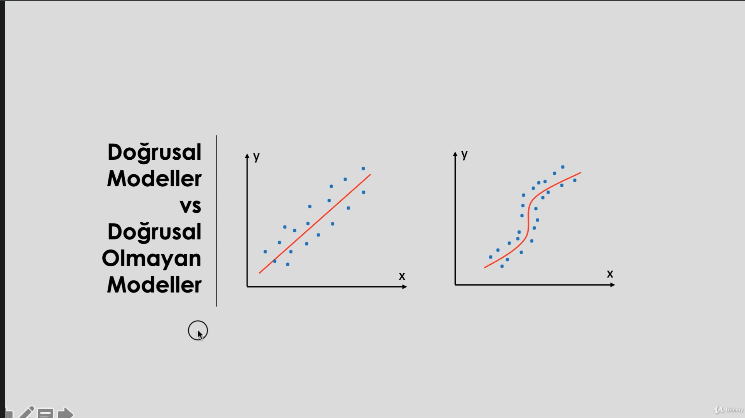 Doğrusal
Modeller
vs
Doğrusal
Olmayan
Modeller
y
x
y
x